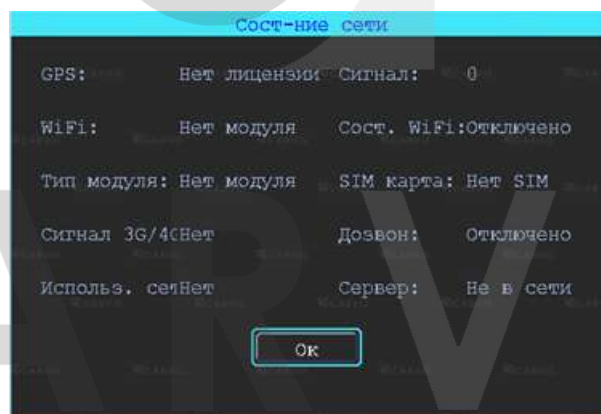 Сост-ние сети
GPS: Нет лицензии Сигнал: 0
WiFi: Нет модуля Сост. WiFi:Отключено
Тип модуля: Нет модуля SIM карта: Нет SIM
Сигнал 3G/4GНет Дозвон: Отключено
Использ. сетНет Сервер: Не в сети
Ок
ARV